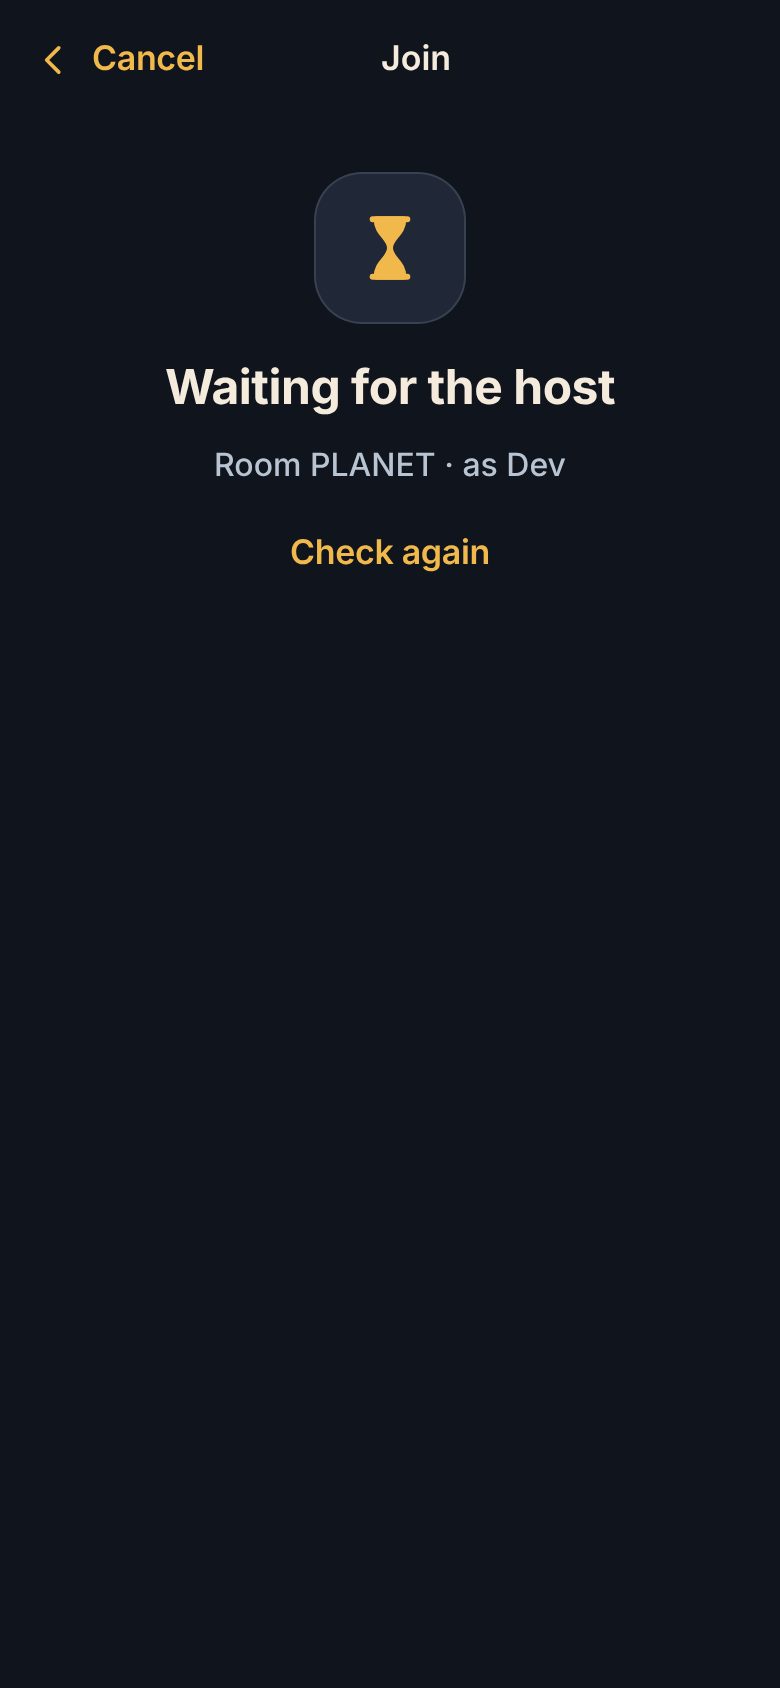 Cancel
Join
Waiting for the host
Room PLANET · as Dev
Check again